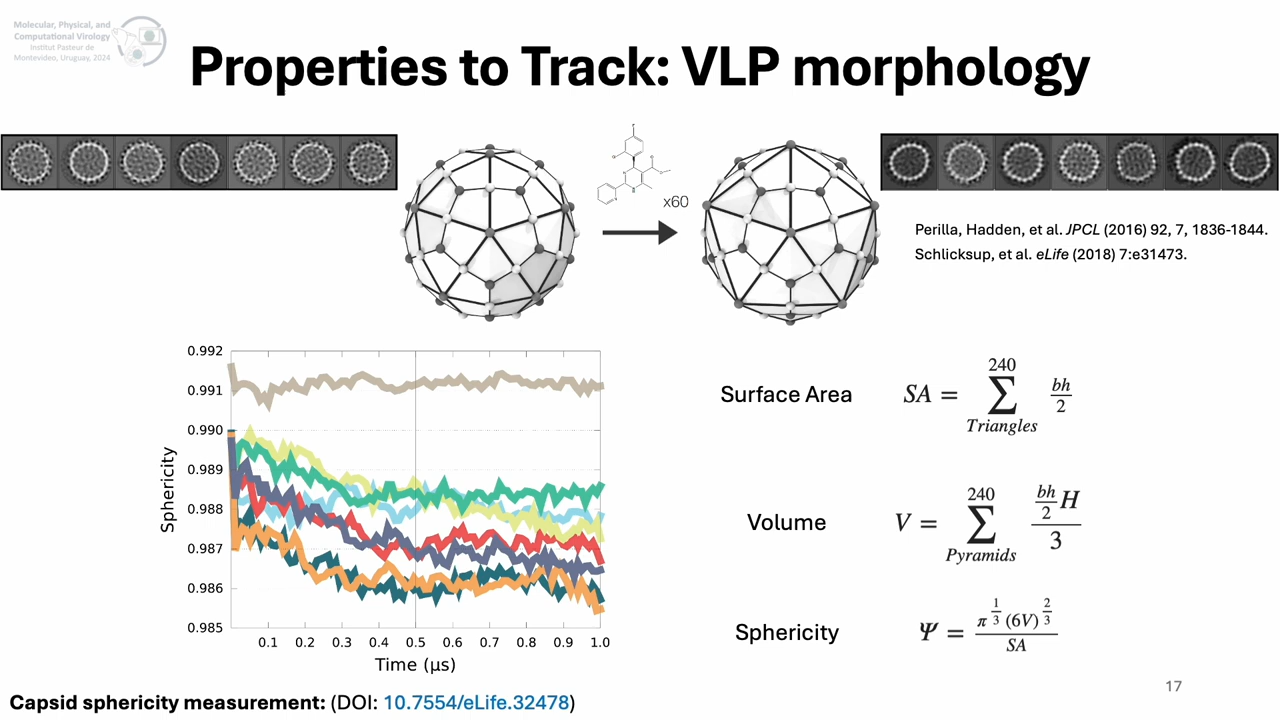 Molecular, Physical, and
Computational Virology
Institut Pasteur de
Montevideo, Uruguay, 2024
Properties to Track: VLP morphology
x60
Perilla, Hadden, et al. JPCL (2016) 92, 7, 1836-1844.
Schlicksup, et al. eLife (2018) 7:e31473.
0.992
0.991
0.990
0.989
0.988
0.987
0.986
0.985
Sphericity
0.1 0.2 0.3 0.4 0.5 0.6 0.7 0.8 0.9 1.0
Time (µs)
Surface Area SA = 240 ∑ Triangles bh/2
Volume V = 240 ∑ Pyramids bh/2 H/3
Sphericity Ψ = π^1/3 (6V)^2/3 / SA
17
Capsid sphericity measurement: (DOI: 10.7554/eLife.32478)